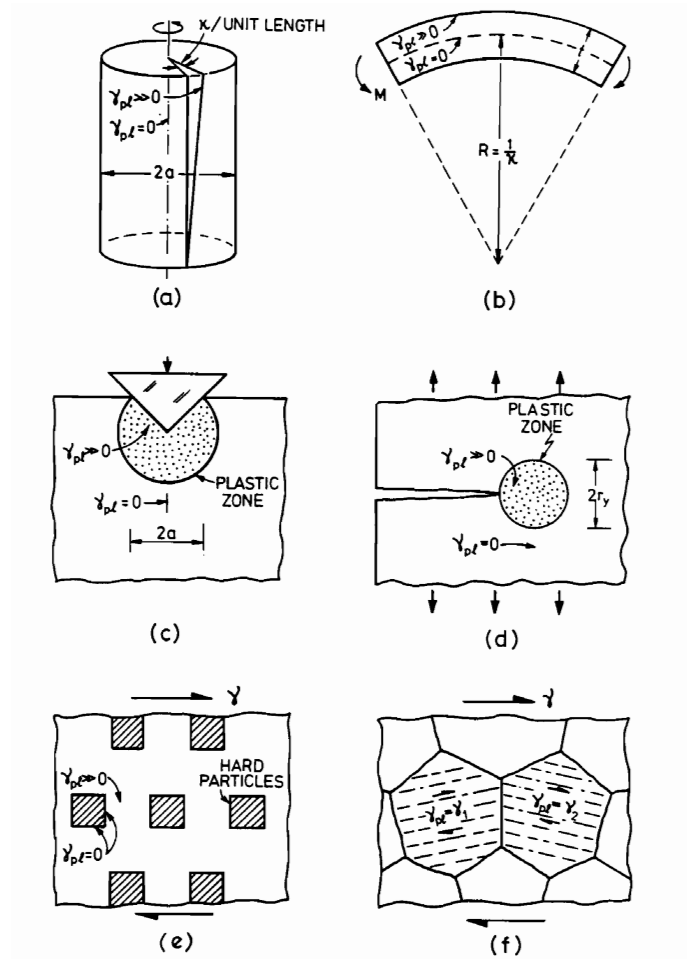 ϰ/UNIT LENGTH
γpl≫0
γpl=0
2a
(a)
γpl≫0
γpl=0
M
R = 1/ϰ
(b)
γpl≫0
PLASTIC
ZONE
γpl=0
2a
(c)
PLASTIC
ZONE
γpl≫0
2ry
γpl=0
(d)
γ
γpl≫0
HARD
PARTICLES
γpl=0
(e)
γ
γpl=γ1
γpl=γ2
(f)